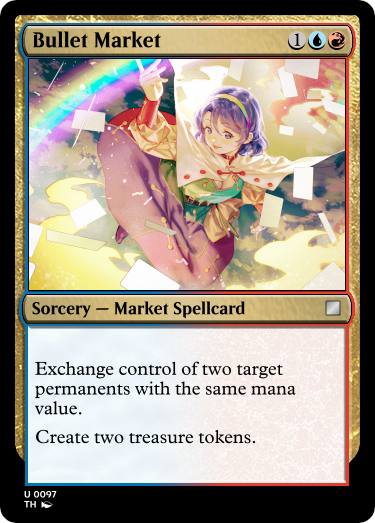 Bullet Market 1
Sorcery — Market Spellcard
Exchange control of two target
permanents with the same mana
value.
Create two treasure tokens.
U 0097
TH